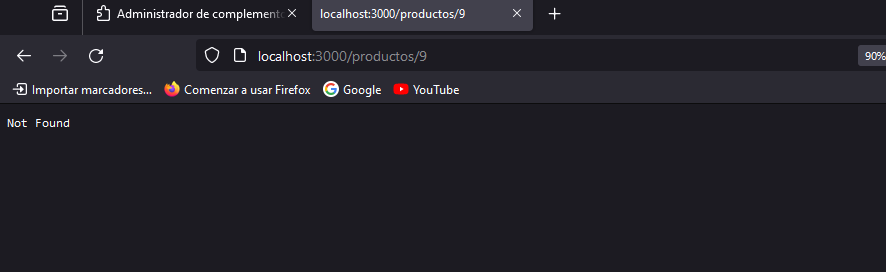 Administrador de complement
localhost:3000/productos/9
localhost:3000/productos/9
90%
Importar marcadores...
Comenzar a usar Firefox
Google
YouTube
Not Found